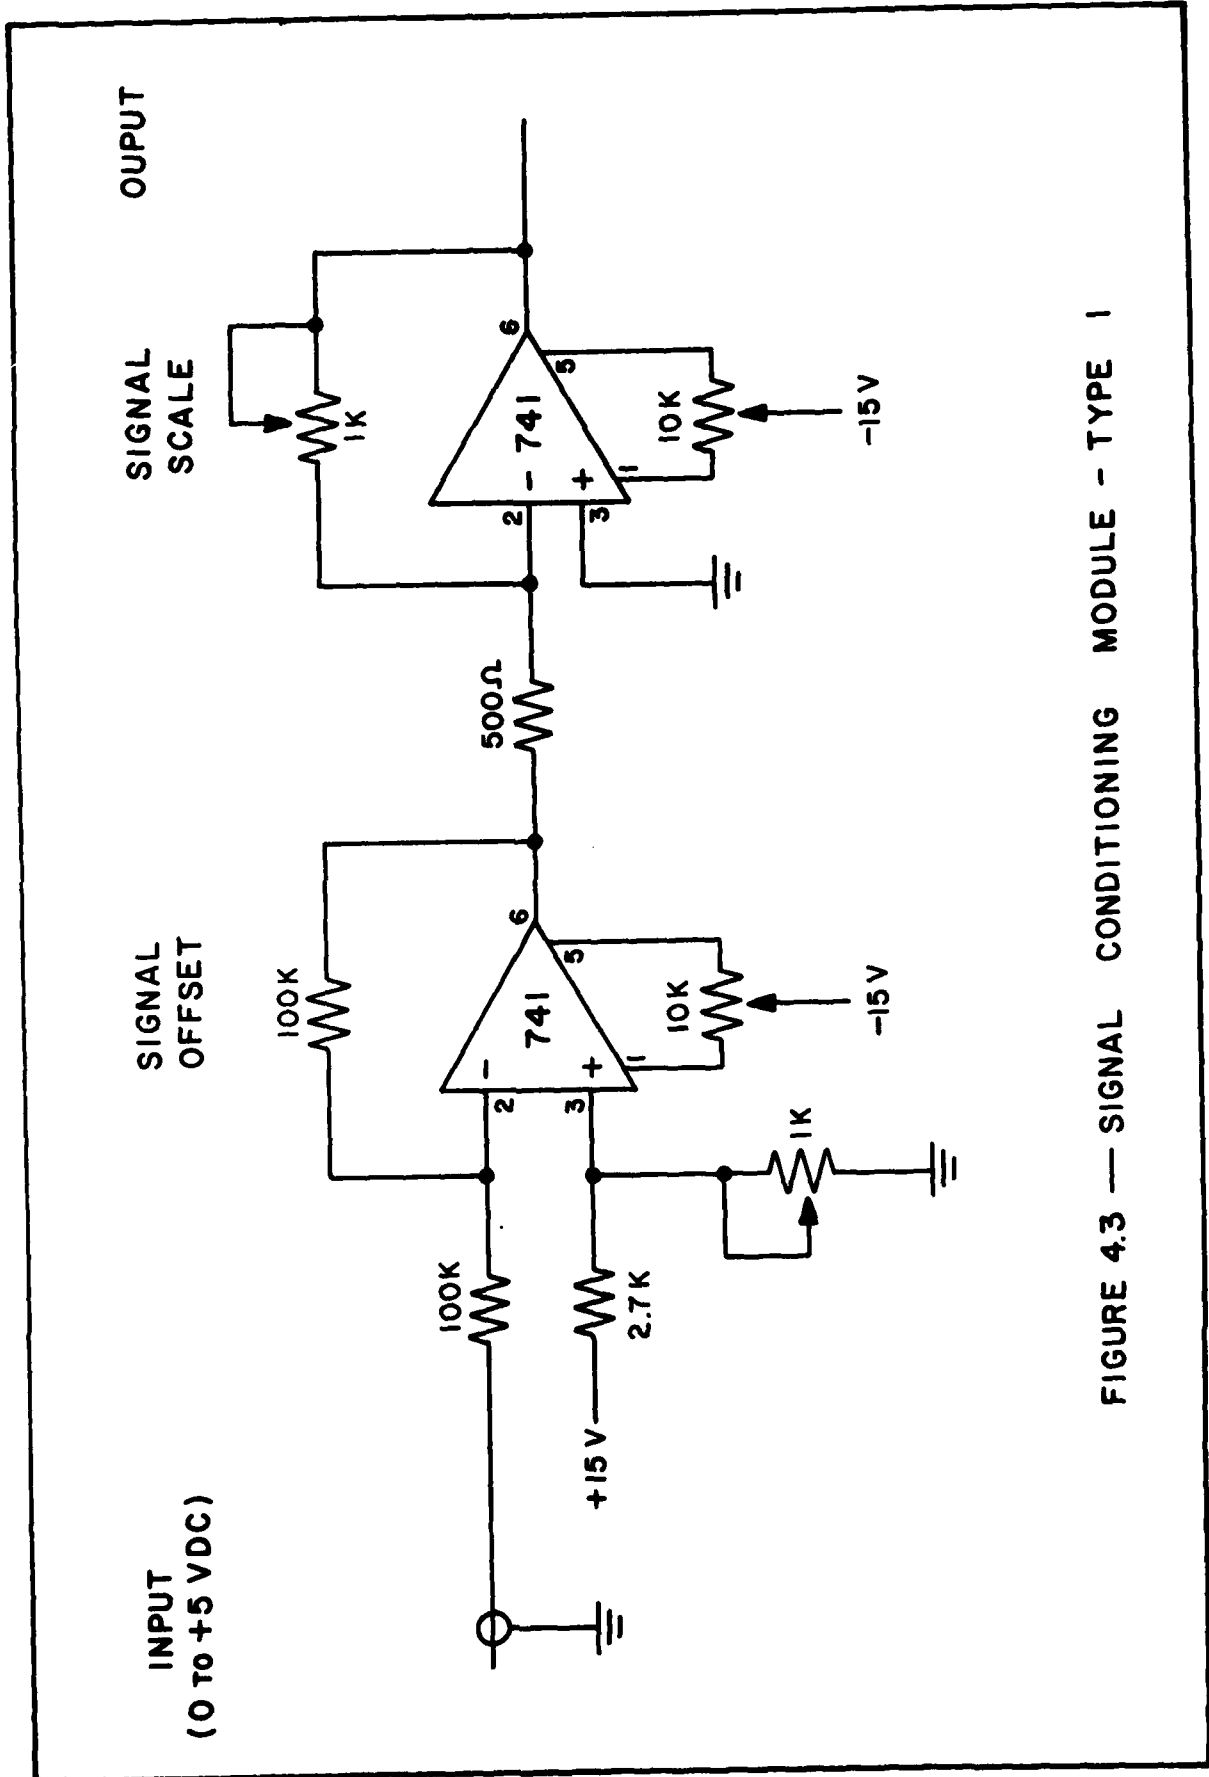 INPUT
(0 TO +5 VDC)
SIGNAL
OFFSET
SIGNAL
SCALE
OUPUT
100K
1K
100K
2
-
741
6
3
+
1
5
500Ω
2
-
741
6
3
+
1
5
+15V
2.7K
1K
10K
-15V
10K
-15V
FIGURE 4.3 — SIGNAL CONDITIONING MODULE - TYPE 1